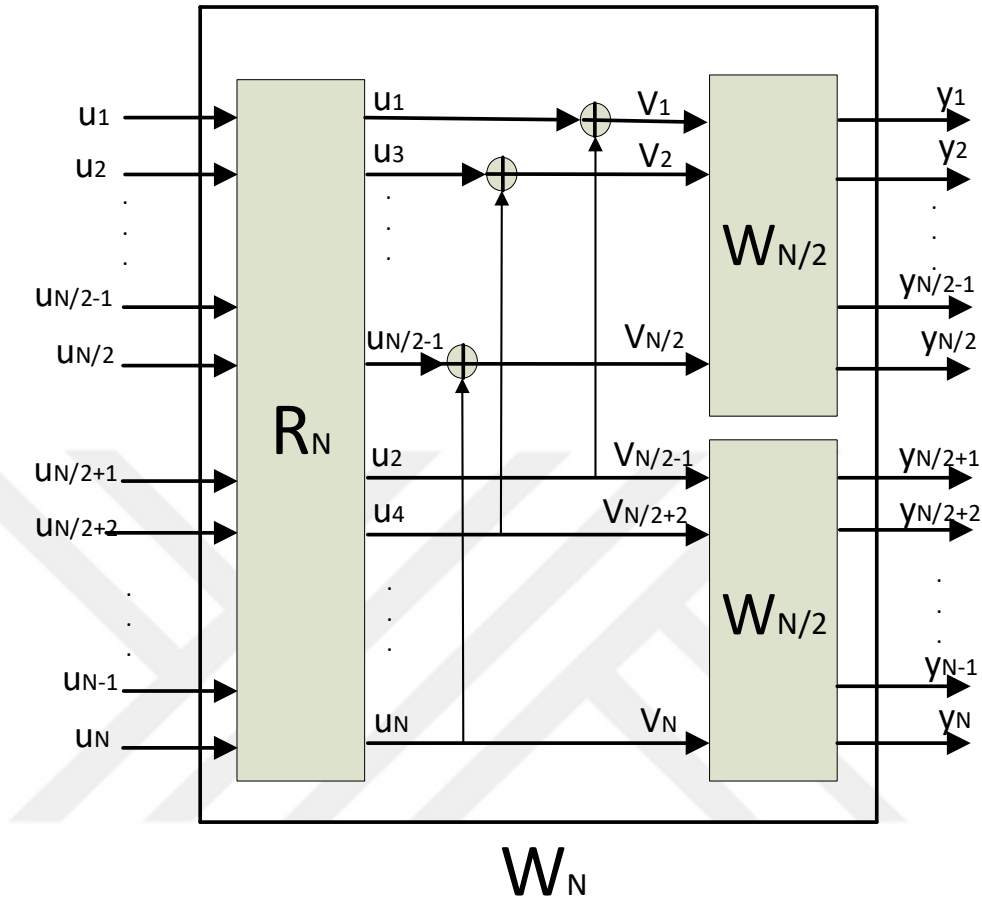 u1
u2
uN/2-1
uN/2
uN/2+1
uN/2+2
uN-1
uN
RN
u1
u3
uN/2-1
u2
u4
uN
V1
V2
VN/2
VN/2-1
VN/2+2
VN
WN/2
WN/2
y1
y2
yN/2-1
yN/2
yN/2+1
yN/2+2
yN-1
yN
WN